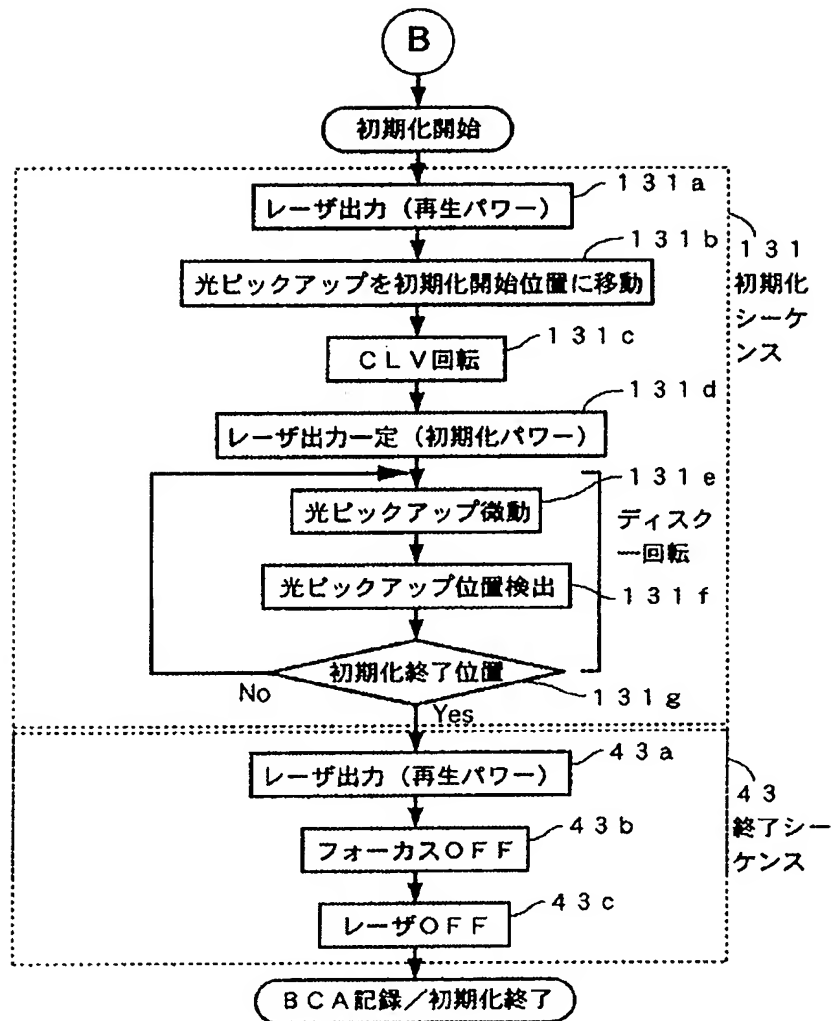 B
初期化開始
131a
レーザ出力(再生パワー)
131b
光ピックアップを初期化開始位置に移動
131
初期化
シーケ
ンス
131c
CLV回転
131d
レーザ出力一定(初期化パワー)
131e
光ピックアップ微動
ディスク
一回転
光ピックアップ位置検出
131f
初期化終了位置
131g
No
Yes
43a
レーザ出力(再生パワー)
43
終了シー
ケンス
43b
フォーカスOFF
43c
レーザOFF
BCA記録/初期化終了